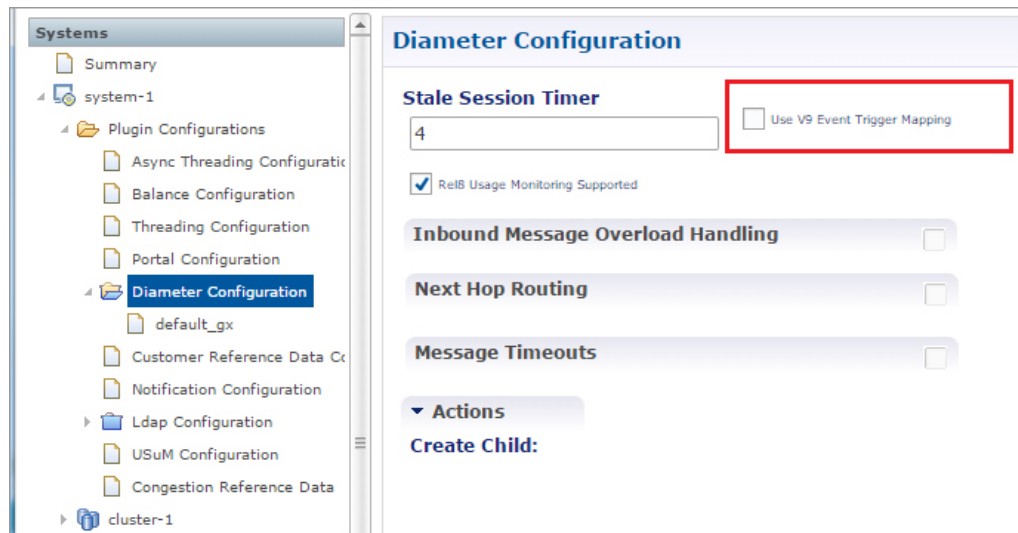 Systems
Summary
system-1
Plugin Configurations
Async Threading Configuratic
Balance Configuration
Threading Configuration
Portal Configuration
Diameter Configuration
default_gx
Customer Reference Data Co
Notification Configuration
Ldap Configuration
USuM Configuration
Congestion Reference Data
cluster-1
Diameter Configuration
Stale Session Timer
4
Use V9 Event Trigger Mapping
Rel8 Usage Monitoring Supported
Inbound Message Overload Handling
Next Hop Routing
Message Timeouts
Actions
Create Child: